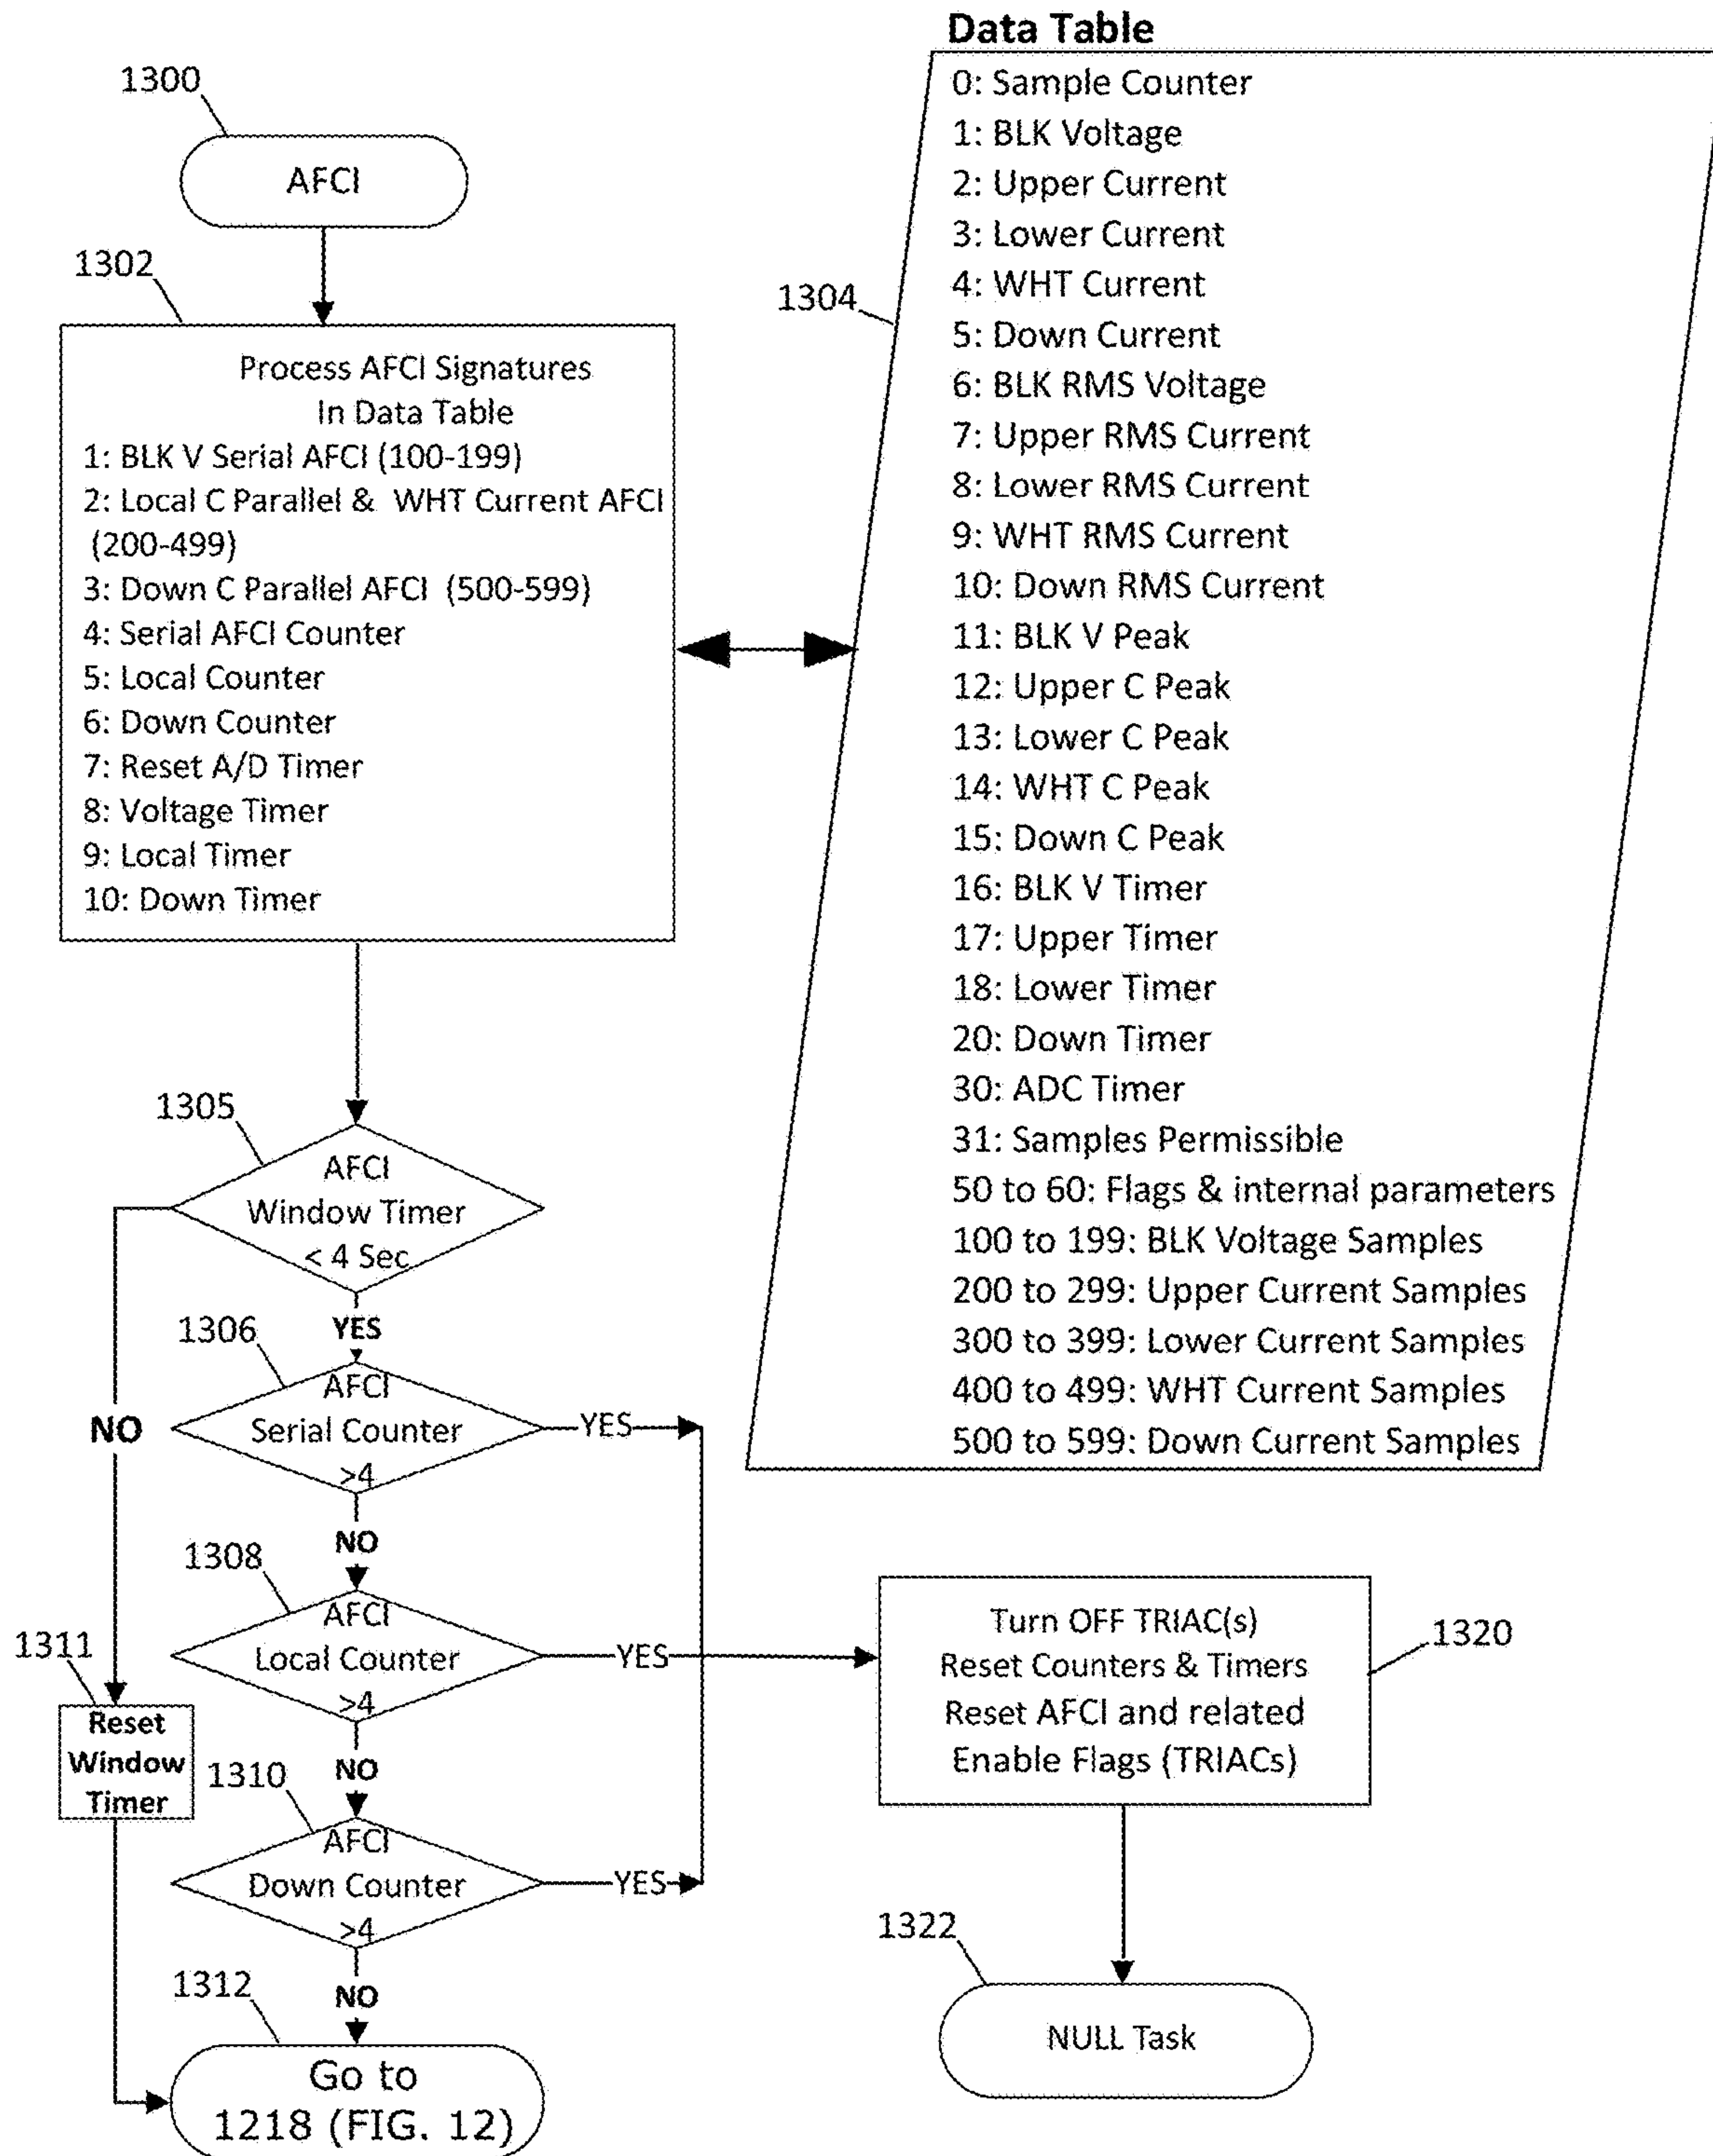 Data Table
1300
AFCI
1302
Process AFCI Signatures
In Data Table
1: BLK V Serial AFCI (100-199)
2: Local C Parallel & WHT Current AFCI
(200-499)
3: Down C Parallel AFCI (500-599)
4: Serial AFCI Counter
5: Local Counter
6: Down Counter
7: Reset A/D Timer
8: Voltage Timer
9: Local Timer
10: Down Timer
1304
0: Sample Counter
1: BLK Voltage
2: Upper Current
3: Lower Current
4: WHT Current
5: Down Current
6: BLK RMS Voltage
7: Upper RMS Current
8: Lower RMS Current
9: WHT RMS Current
10: Down RMS Current
11: BLK V Peak
12: Upper C Peak
13: Lower C Peak
14: WHT C Peak
15: Down C Peak
16: BLK V Timer
17: Upper Timer
18: Lower Timer
20: Down Timer
30: ADC Timer
31: Samples Permissible
50 to 60: Flags & internal parameters
100 to 199: BLK Voltage Samples
200 to 299: Upper Current Samples
300 to 399: Lower Current Samples
400 to 499: WHT Current Samples
500 to 599: Down Current Samples
1305
AFCI
Window Timer
< 4 Sec
YES
NO
1306
AFCI
Serial Counter
>4
YES
NO
1308
AFCI
Local Counter
>4
YES
NO
1311
Reset
Window
Timer
1310
AFCI
Down Counter
>4
YES
NO
1312
Go to
1218 (FIG. 12)
Turn OFF TRIAC(s)
Reset Counters & Timers
Reset AFCI and related
Enable Flags (TRIACs)
1320
1322
NULL Task